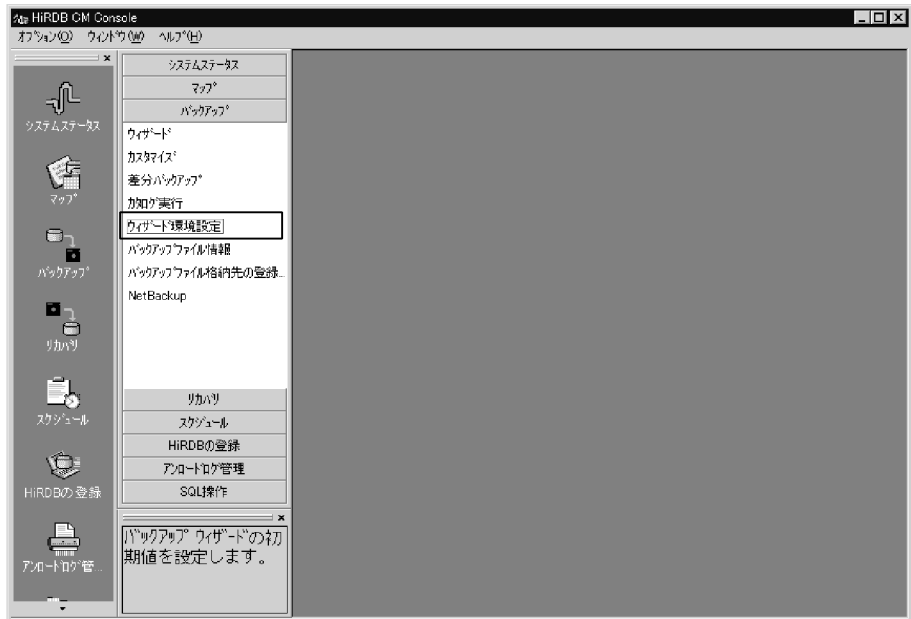 HiRDB CM Console
ｵﾌﾟｼｮﾝ(O) ｳｨﾝﾄﾞｳ(W) ﾍﾙﾌﾟ(H)
ｼｽﾃﾑｽﾃｰﾀｽ
ﾏｯﾌﾟ
ﾊﾞｯｸｱｯﾌﾟ
ﾘｶﾊﾞﾘ
ｽｹｼﾞｭｰﾙ
HiRDBの登録
ｱﾝﾛｰﾄﾞﾛｸﾞ管...
ｼｽﾃﾑｽﾃｰﾀｽ
ﾏｯﾌﾟ
ﾊﾞｯｸｱｯﾌﾟ
ｳｨｻﾞｰﾄﾞ
ｶｽﾀﾏｲｽﾞ
差分ﾊﾞｯｸｱｯﾌﾟ
ｶﾀﾛｸﾞ実行
ｳｨｻﾞｰﾄﾞ環境設定
ﾊﾞｯｸｱｯﾌﾟﾌｧｲﾙ情報
ﾊﾞｯｸｱｯﾌﾟﾌｧｲﾙ格納先の登録...
NetBackup
ﾘｶﾊﾞﾘ
ｽｹｼﾞｭｰﾙ
HiRDBの登録
ｱﾝﾛｰﾄﾞﾛｸﾞ管理
SQL操作
ﾊﾞｯｸｱｯﾌﾟ ｳｨｻﾞｰﾄﾞの初
期値を設定します。